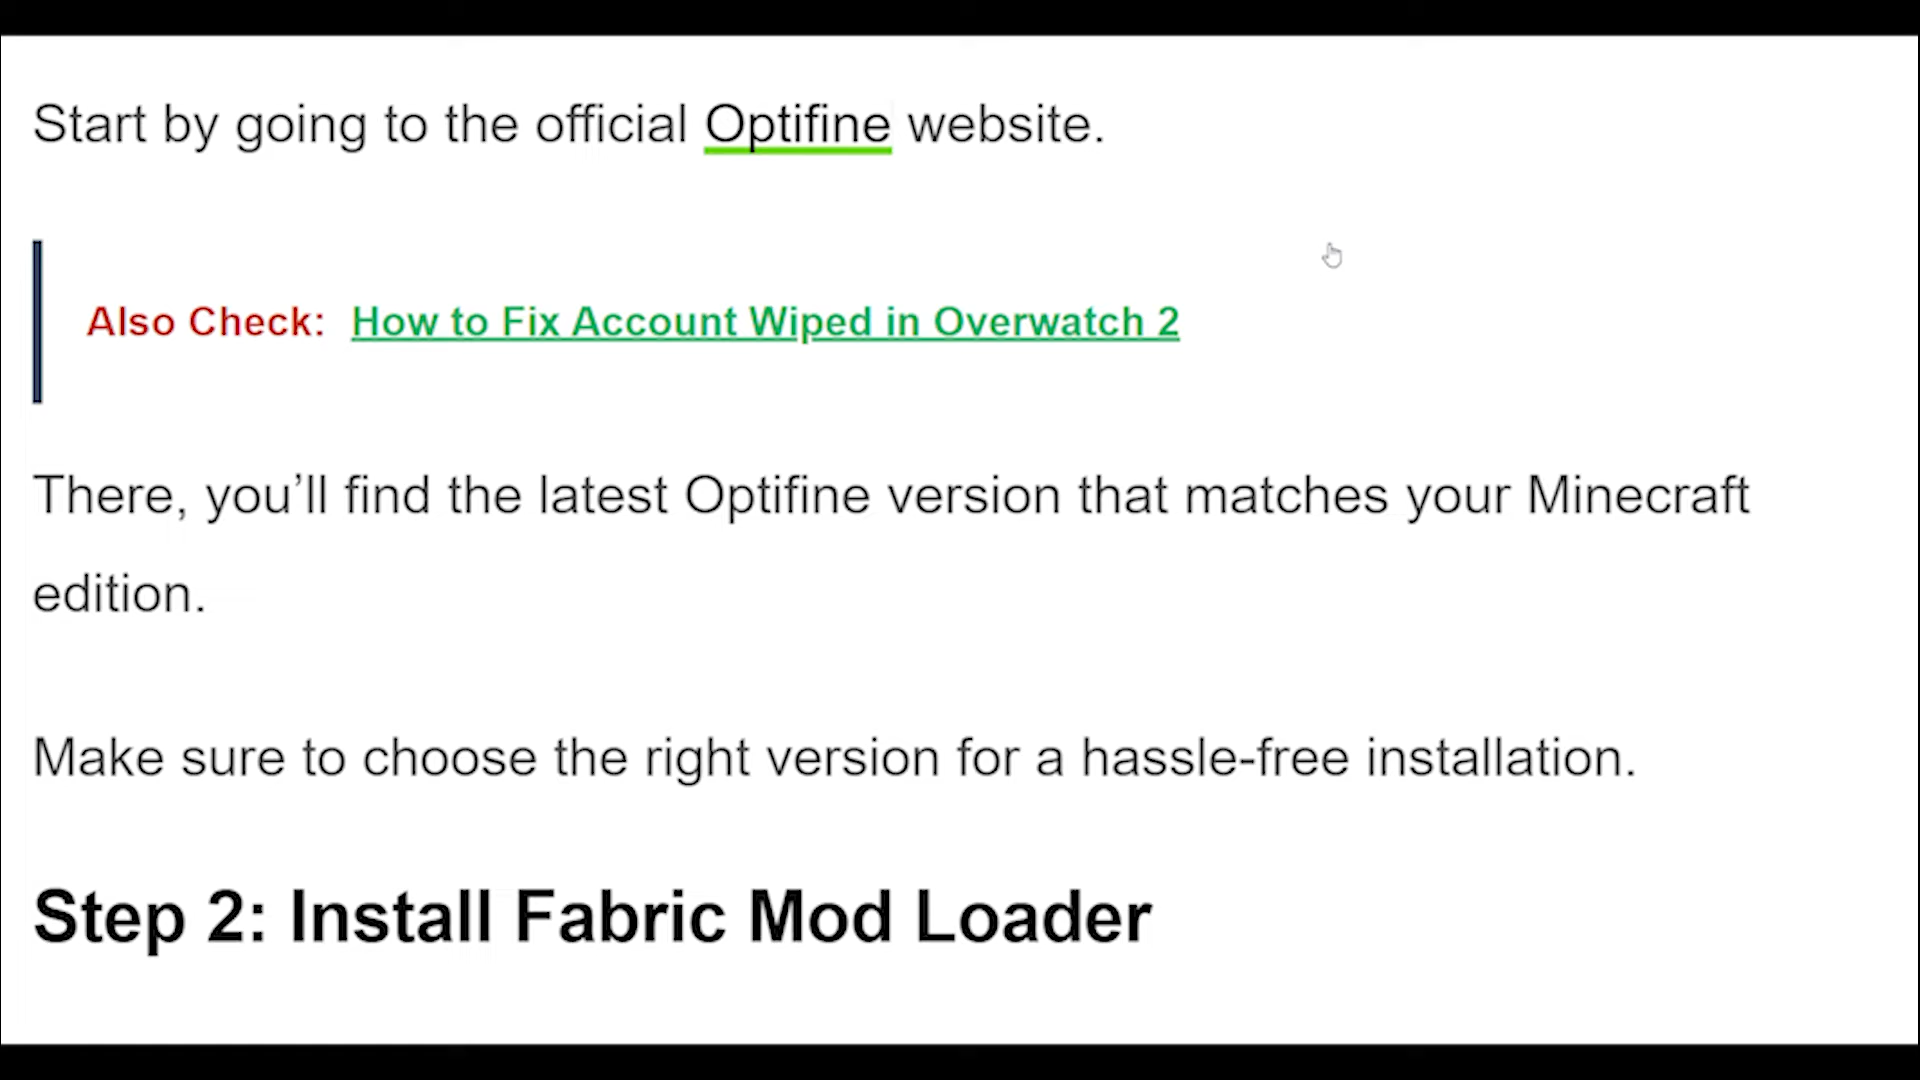 Start by going to the official Optifine website.
Also Check: How to Fix Account Wiped in Overwatch 2
There, you’ll find the latest Optifine version that matches your Minecraft
edition.
Make sure to choose the right version for a hassle-free installation.
Step 2: Install Fabric Mod Loader